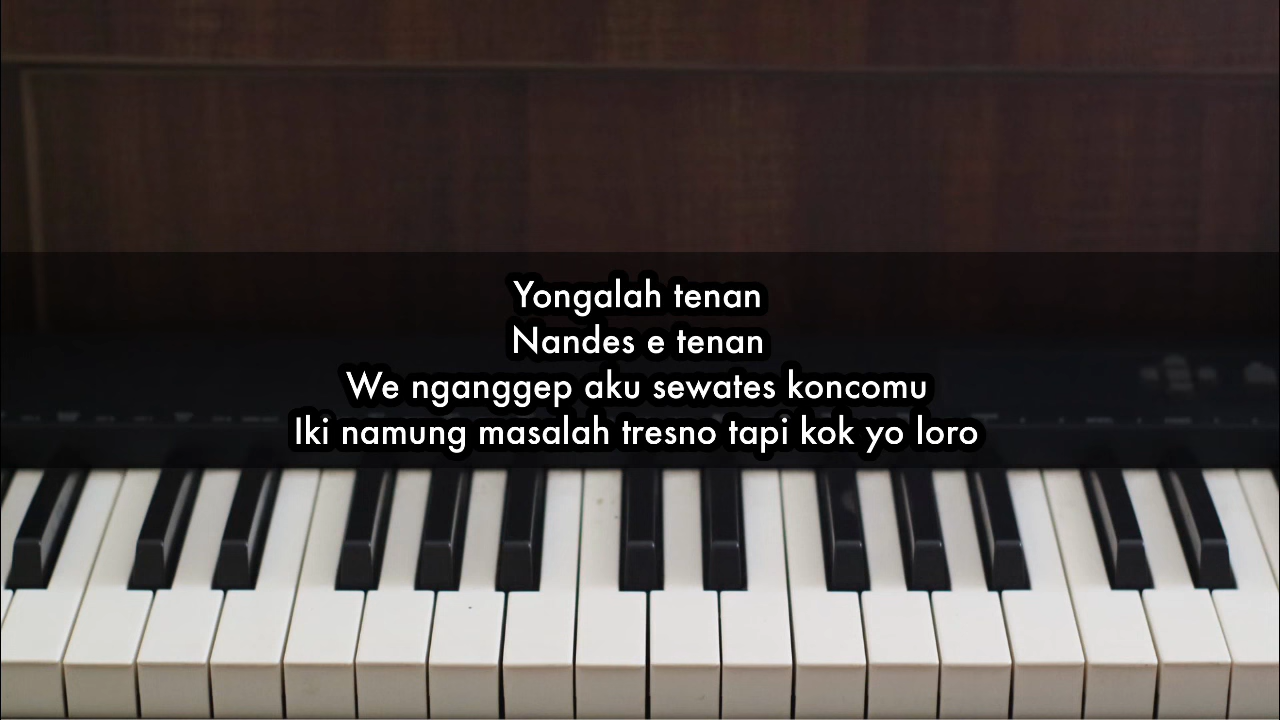 Yongalah tenan
Nandes e tenan
We nganggep aku sewates koncomu
Iki namung masalah tresno tapi kok yo loro